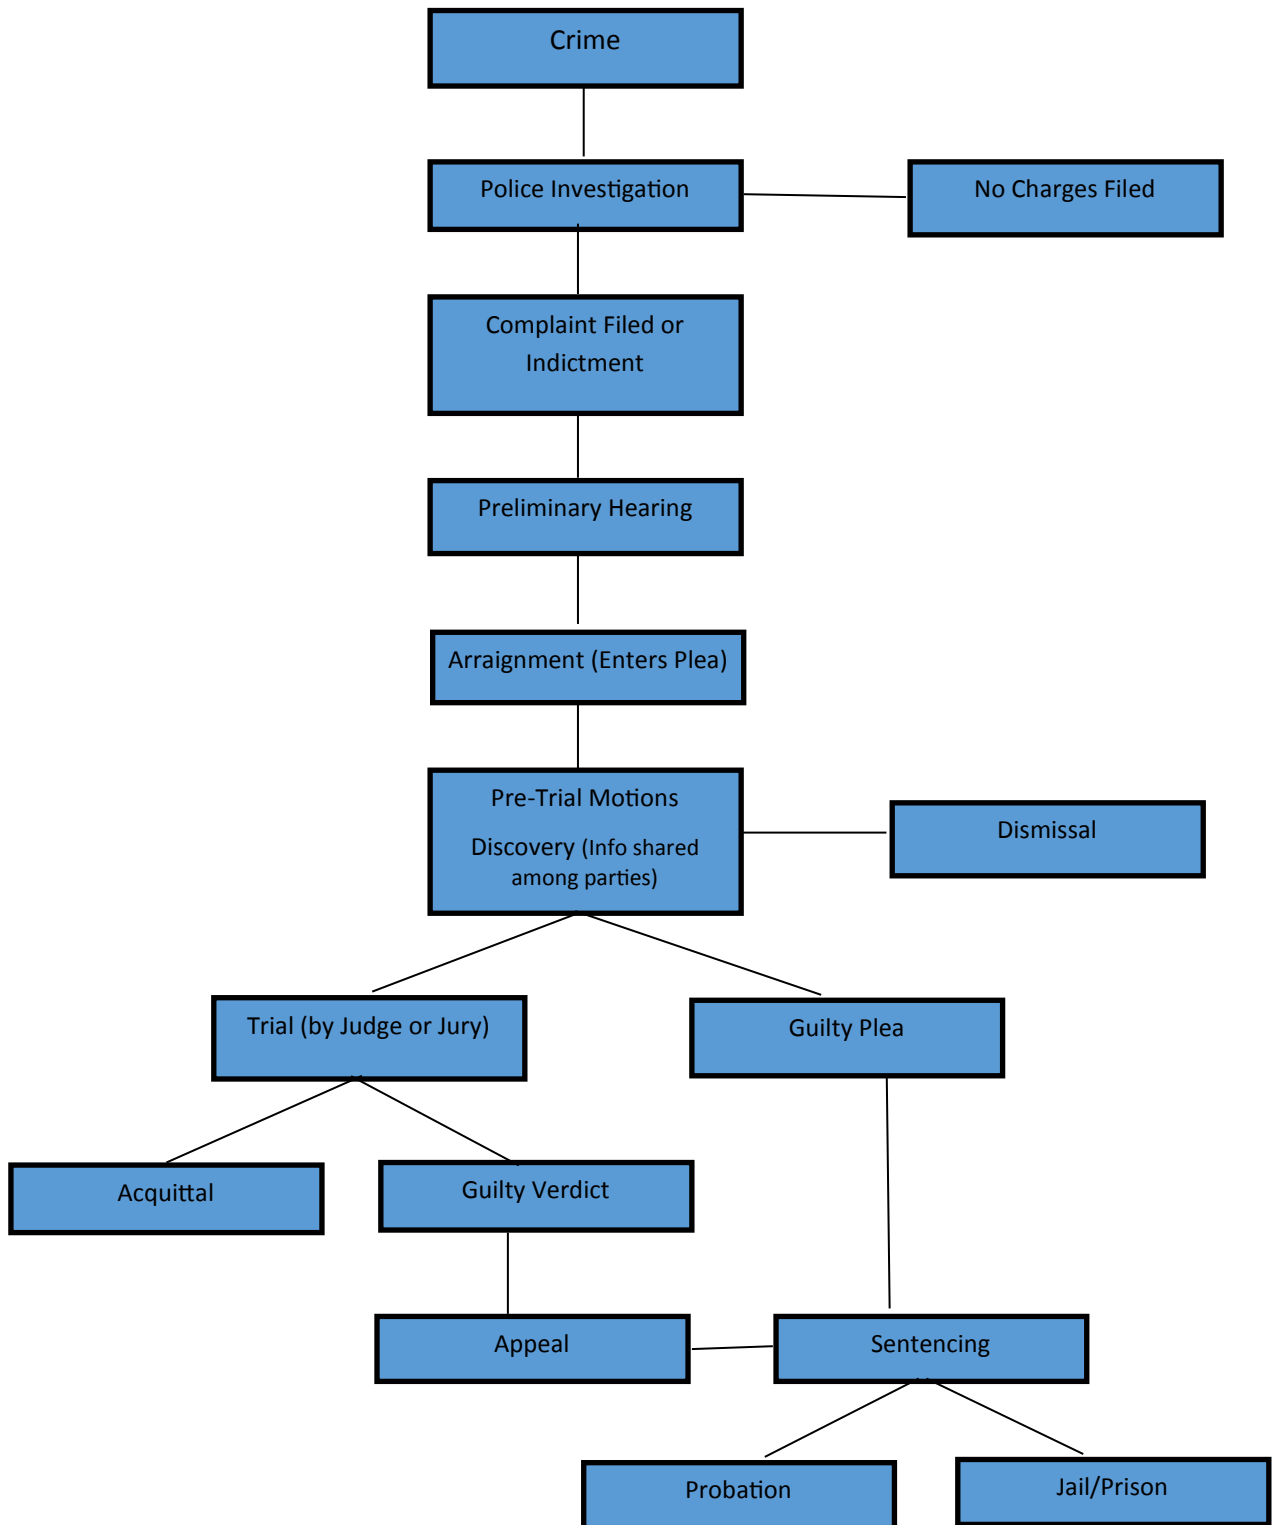 Crime
Police Investigation
No Charges Filed
Complaint Filed or
Indictment
Preliminary Hearing
Arraignment (Enters Plea)
Pre-Trial Motions
Discovery (Info shared
among parties)
Dismissal
Trial (by Judge or Jury)
Guilty Plea
Acquittal
Guilty Verdict
Appeal
Sentencing
Probation
Jail/Prison